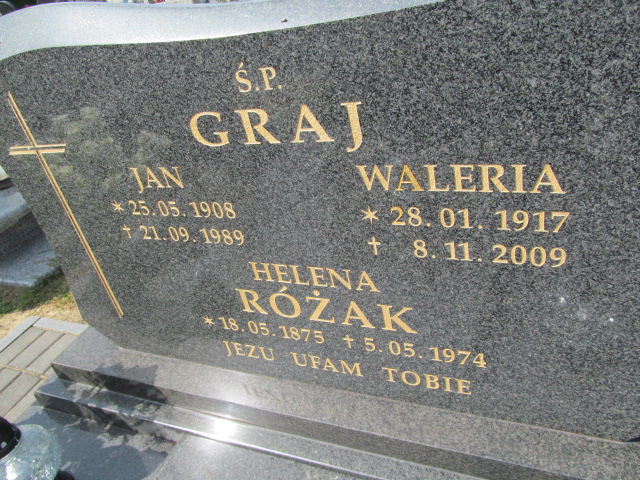 Ś.P.
GRAJ
JAN
* 25.05.1908
† 21.09.1989
WALERIA
* 28.01.1917
† 8.11.2009
HELENA
RÓŻAK
* 18.05.1875 † 5.05.1974
JEZU UFAM TOBIE